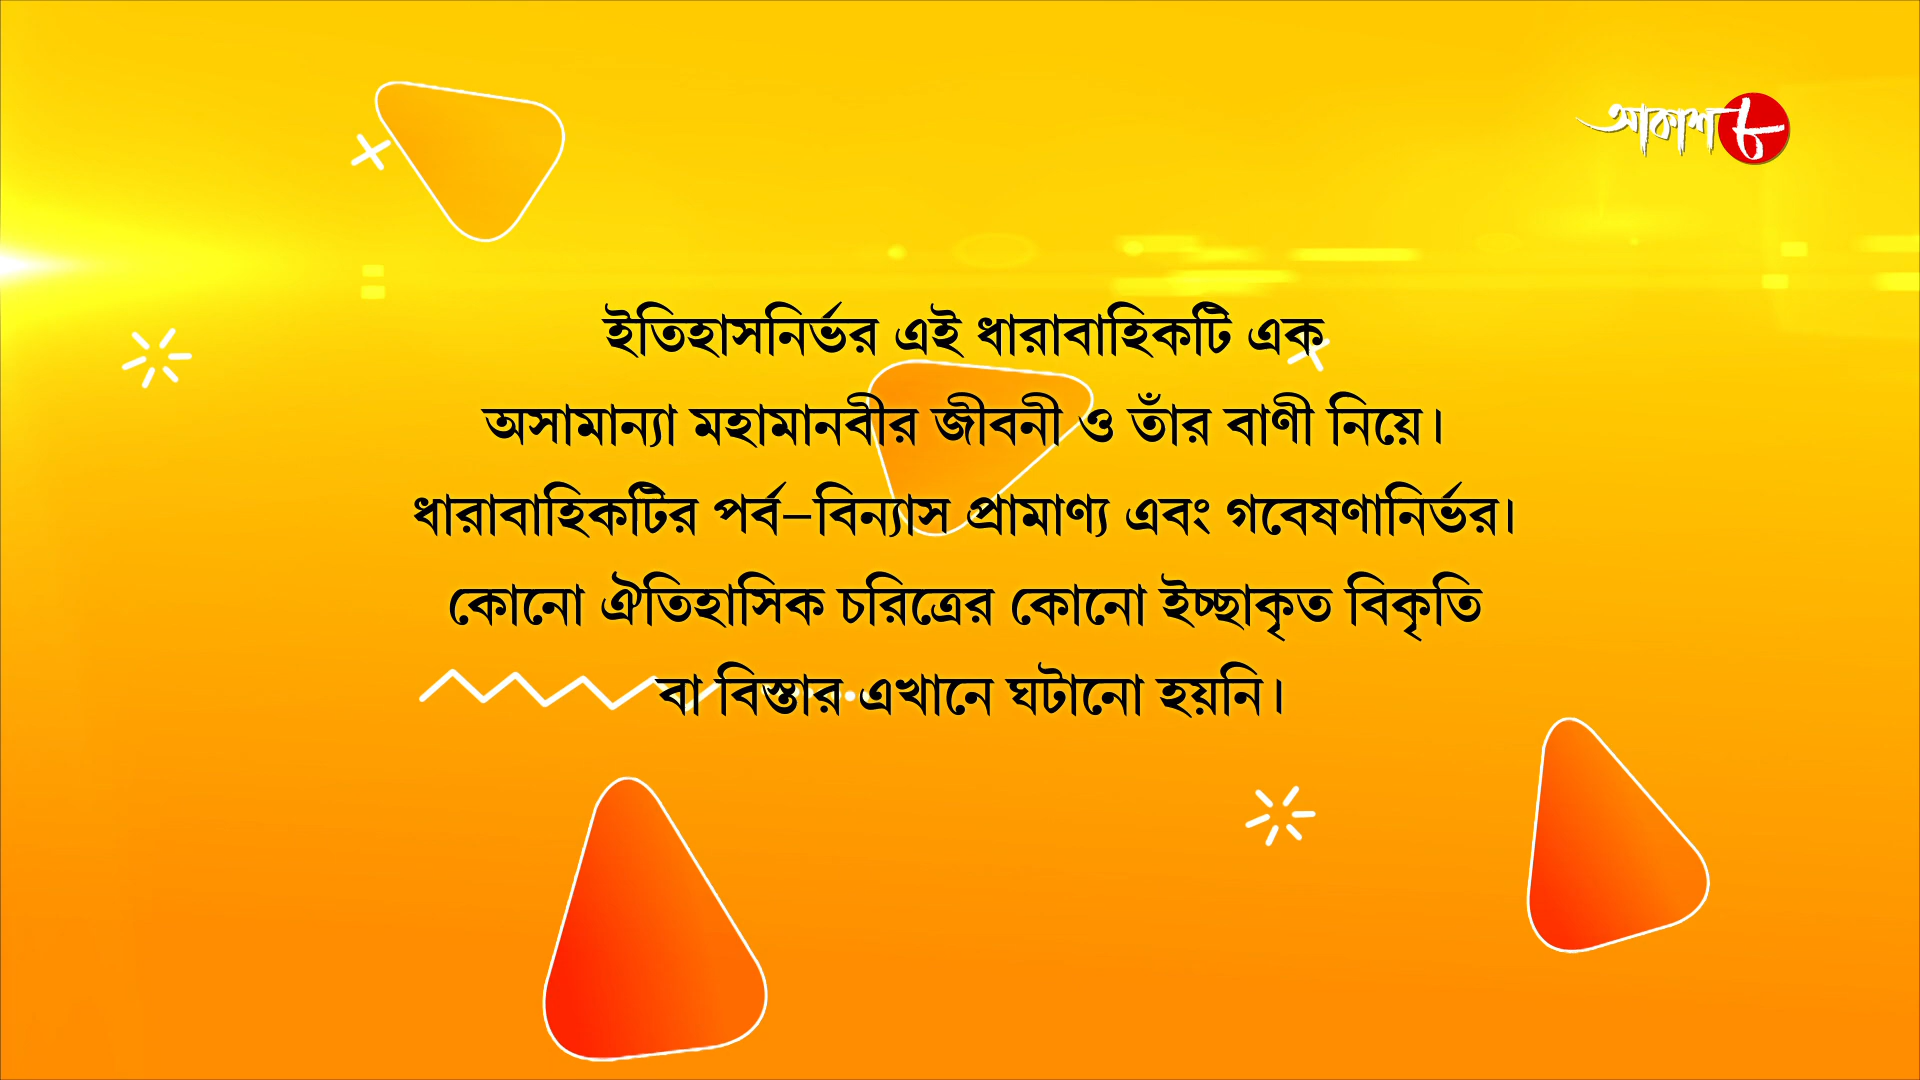 আকাশ ৮
ইতিহাসনির্ভর এই ধারাবাহিকটি এক
অসামান্যা মহামানবীর জীবনী ও তাঁর বাণী নিয়ে।
ধারাবাহিকটির পর্ব–বিন্যাস প্রামাণ্য এবং গবেষণানির্ভর।
কোনো ঐতিহাসিক চরিত্রের কোনো ইচ্ছাকৃত বিকৃতি
বা বিস্তার এখানে ঘটানো হয়নি।